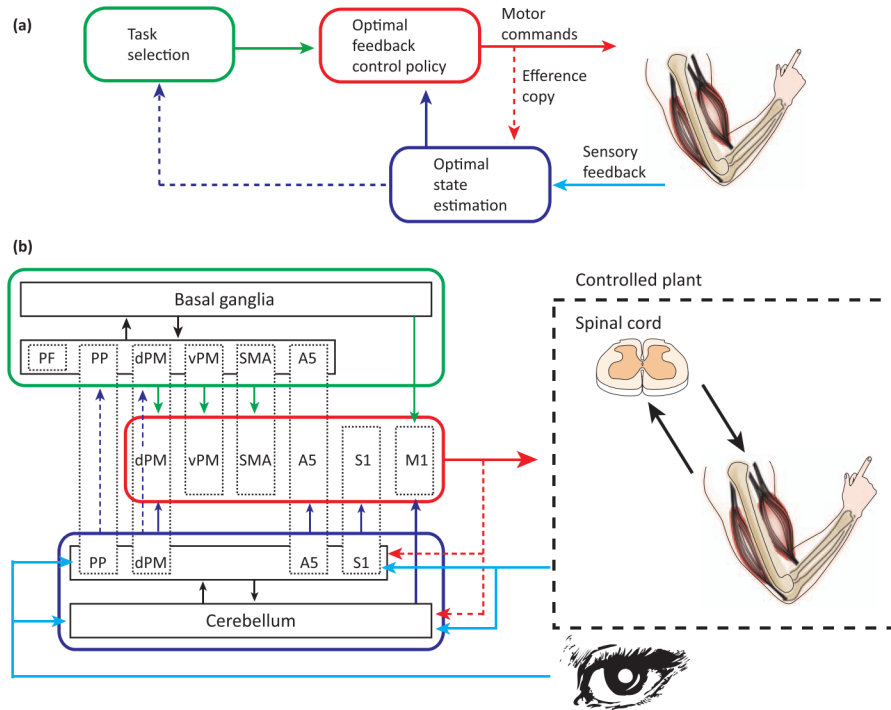 (a)
Task
selection
Optimal
feedback
control policy
Motor
commands
Efference
copy
Optimal
state
estimation
Sensory
feedback
(b)
Basal ganglia
PF PP dPM vPM SMA A5
dPM vPM SMA A5 S1 M1
PP dPM A5 S1
Cerebellum
Controlled plant
Spinal cord